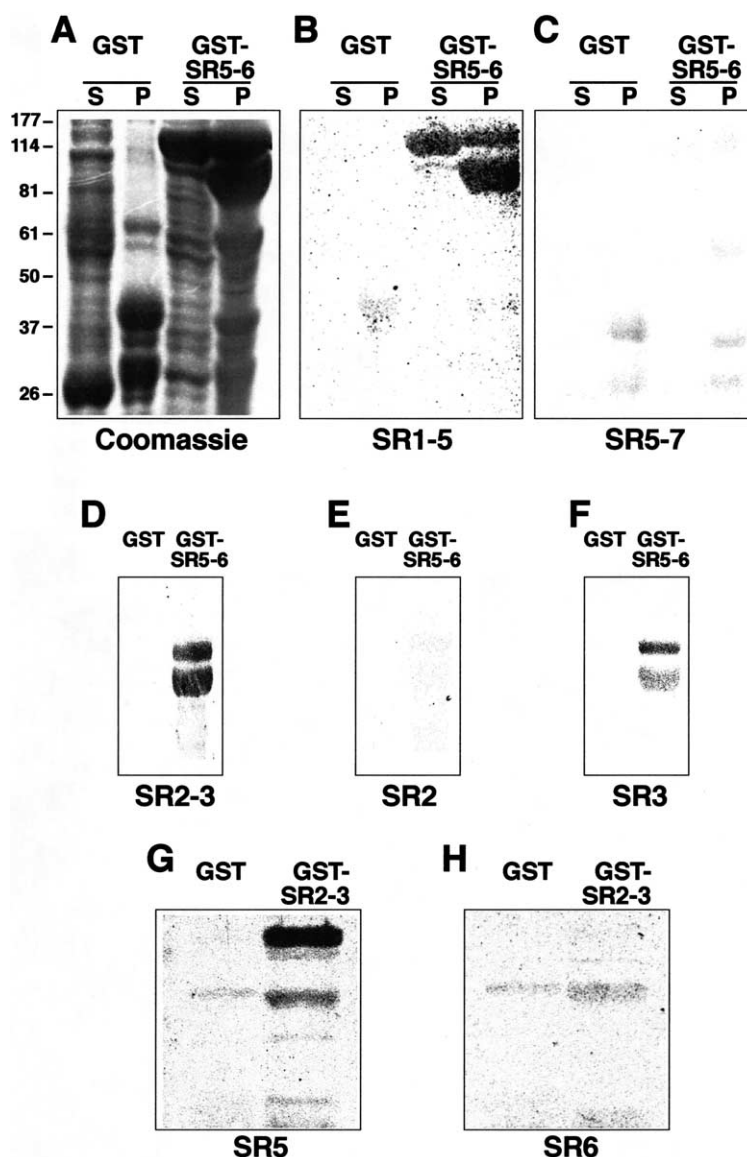 A GST GST- B GST GST- C GST GST-
SR5-6 SR5-6 SR5-6
S P S P S P S P S P S P
177
114
81
61
50
37
26
Coomassie SR1-5 SR5-7
D E F
GST GST- GST GST- GST GST-
SR5-6 SR5-6 SR5-6
SR2-3 SR2 SR3
G GST GST- H GST GST-
SR2-3 SR2-3
SR5 SR6